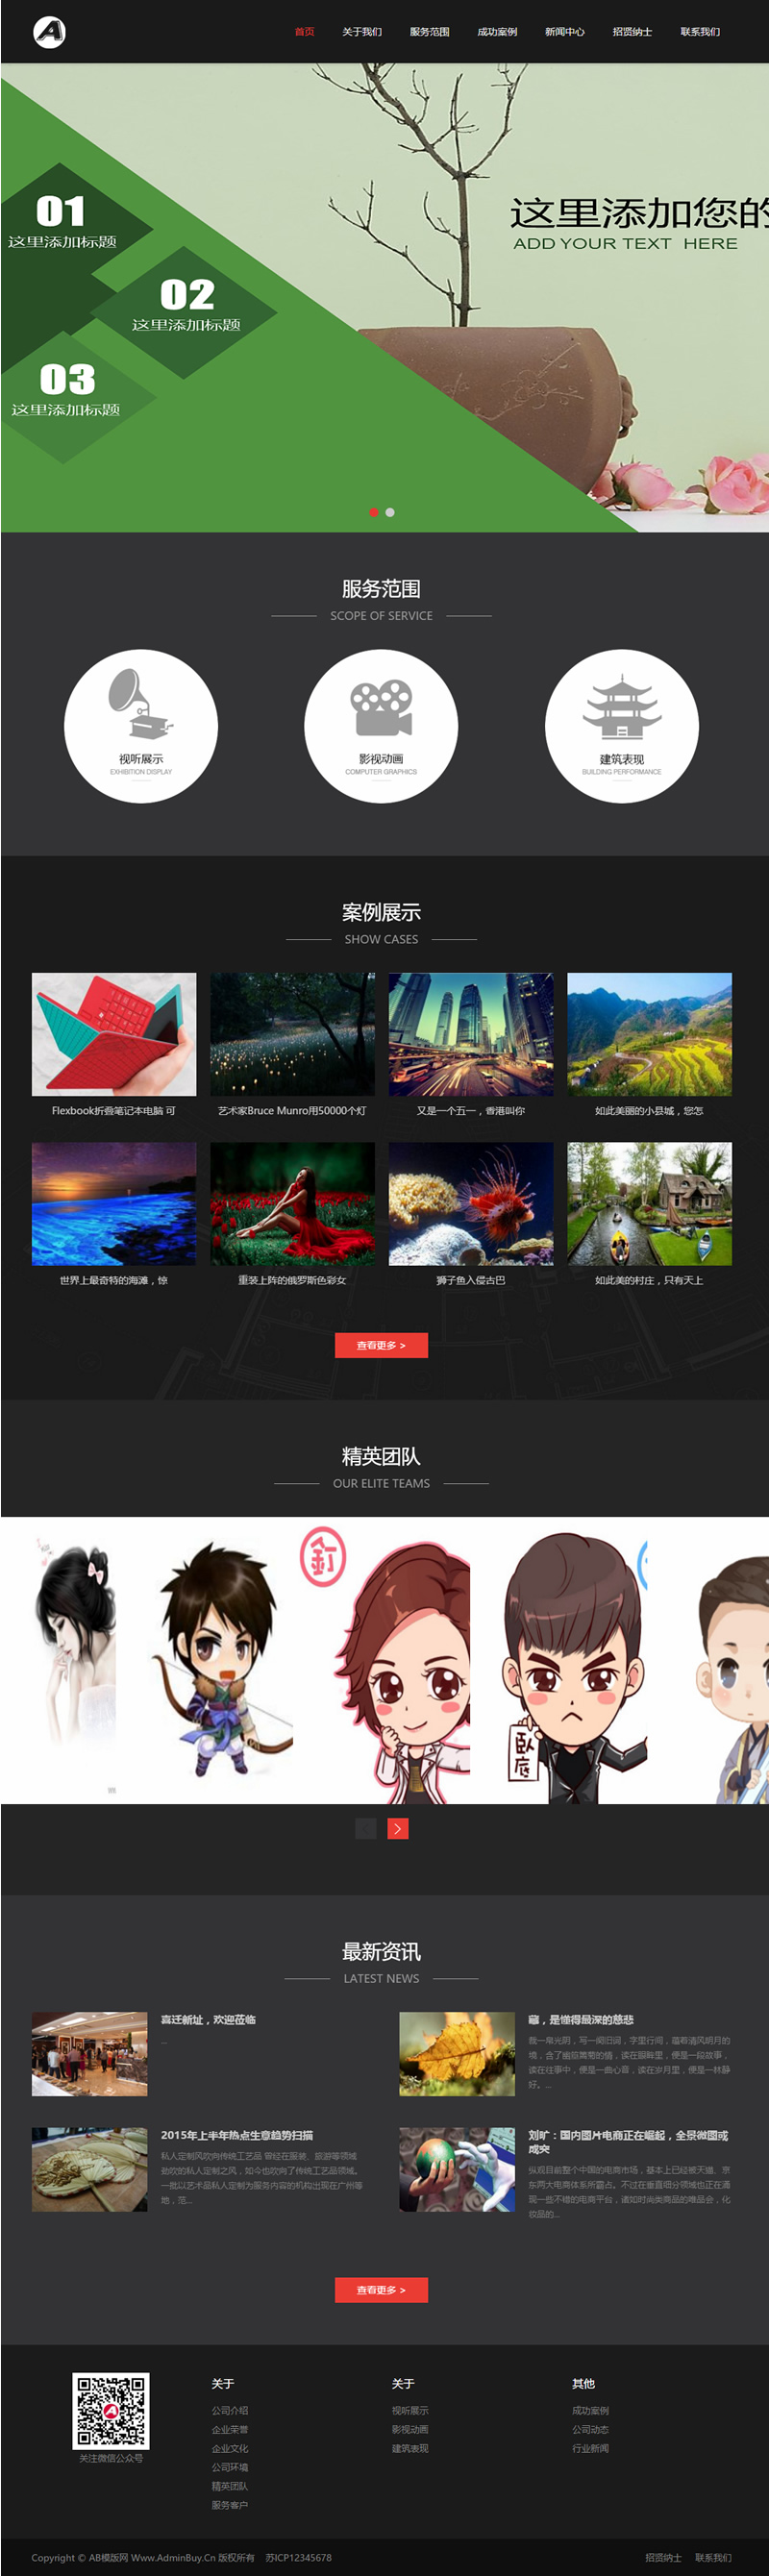 首页 关于我们 服务范围 成功案例 新闻中心 招贤纳士 联系我们
01
这里添加标题
02
这里添加标题
03
这里添加标题
这里添加您的
ADD YOUR TEXT HERE
服务范围
SCOPE OF SERVICE
视听展示
EXHIBITION DISPLAY
影视动画
COMPUTER GRAPHICS
建筑表现
BUILDING PERFORMANCE
案例展示
SHOW CASES
Flexbook折叠笔记本电脑 可
艺术家Bruce Munro用50000个灯
又是一个五一，香港叫你
如此美丽的小县城，您怎
世界上最奇特的海滩，惊
重装上阵的俄罗斯色彩女
狮子鱼入侵古巴
如此美的村庄，只有天上
查看更多 >
精英团队
OUR ELITE TEAMS
釘
臥底
最新资讯
LATEST NEWS
喜迁新址，欢迎莅临
...
，是懂得最深的慈悲
我一帘光阴，写一阕旧词，字里行间，蕴着清风明月的
境，含了幽篁蒹葭的情，读在眼眸里，便是一段故事，
读在往事中，便是一曲心音，读在岁月里，便是一林静
好。...
2015年上半年热点生意趋势扫描
私人定制风吹向传统工艺品 曾经在服装、旅游等领域
劲吹的私人定制之风，如今也吹向了传统工艺品领域。
一批以艺术品私人定制为服务内容的机构出现在广州等
地，范...
刘旷：国内图片电商正在崛起，全景微图或
成突
纵观目前整个中国的电商市场，基本上已经被天猫、京
东两大电商体系所霸占。不过在垂直细分领域也正在涌
现一些不错的电商平台，诸如时尚类商品的唯品会，化
妆品的...
查看更多 >
关注微信公众号
关于
公司介绍
企业荣誉
企业文化
公司环境
精英团队
服务客户
关于
视听展示
影视动画
建筑表现
其他
成功案例
公司动态
行业新闻
Copyright © AB模版网 Www.AdminBuy.Cn 版权所有 苏ICP12345678
招贤纳士 联系我们